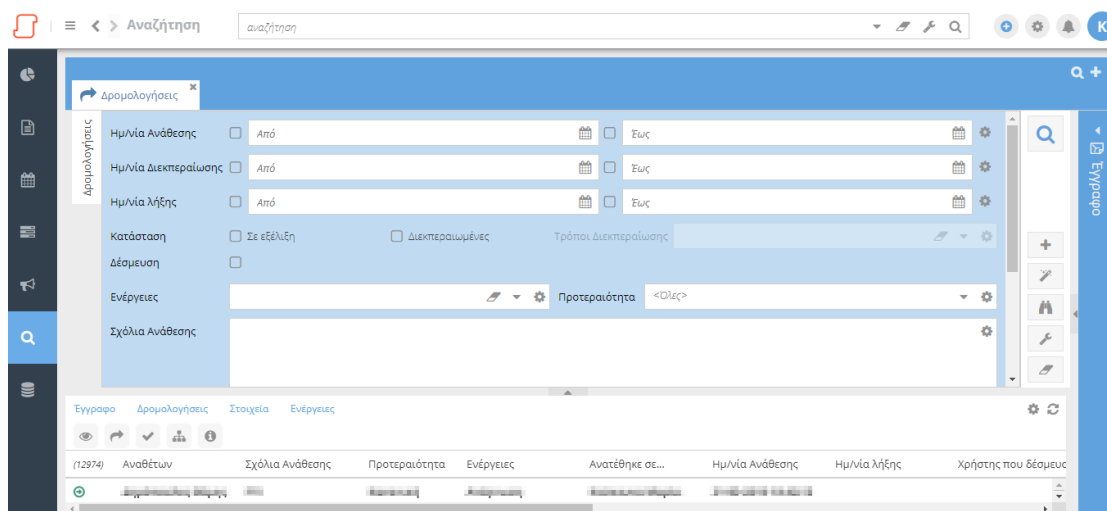 Αναζήτηση
αναζήτηση
K
Δρομολογήσεις
Δρομολογήσεις
Ημ/νία Ανάθεσης Από Έως
Ημ/νία Διεκπεραίωσης Από Έως
Ημ/νία λήξης Από Έως
Κατάσταση Σε εξέλιξη Διεκπεραιωμένες Τρόποι Διεκπεραίωσης
Δέσμευση
Ενέργειες Προτεραιότητα <Όλες>
Σχόλια Ανάθεσης
Έγγραφο
Έγγραφο Δρομολογήσεις Στοιχεία Ενέργειες
(12974) Αναθέτων Σχόλια Ανάθεσης Προτεραιότητα Ενέργειες Ανατέθηκε σε... Ημ/νία Ανάθεσης Ημ/νία λήξης Χρήστης που δέσμευσ